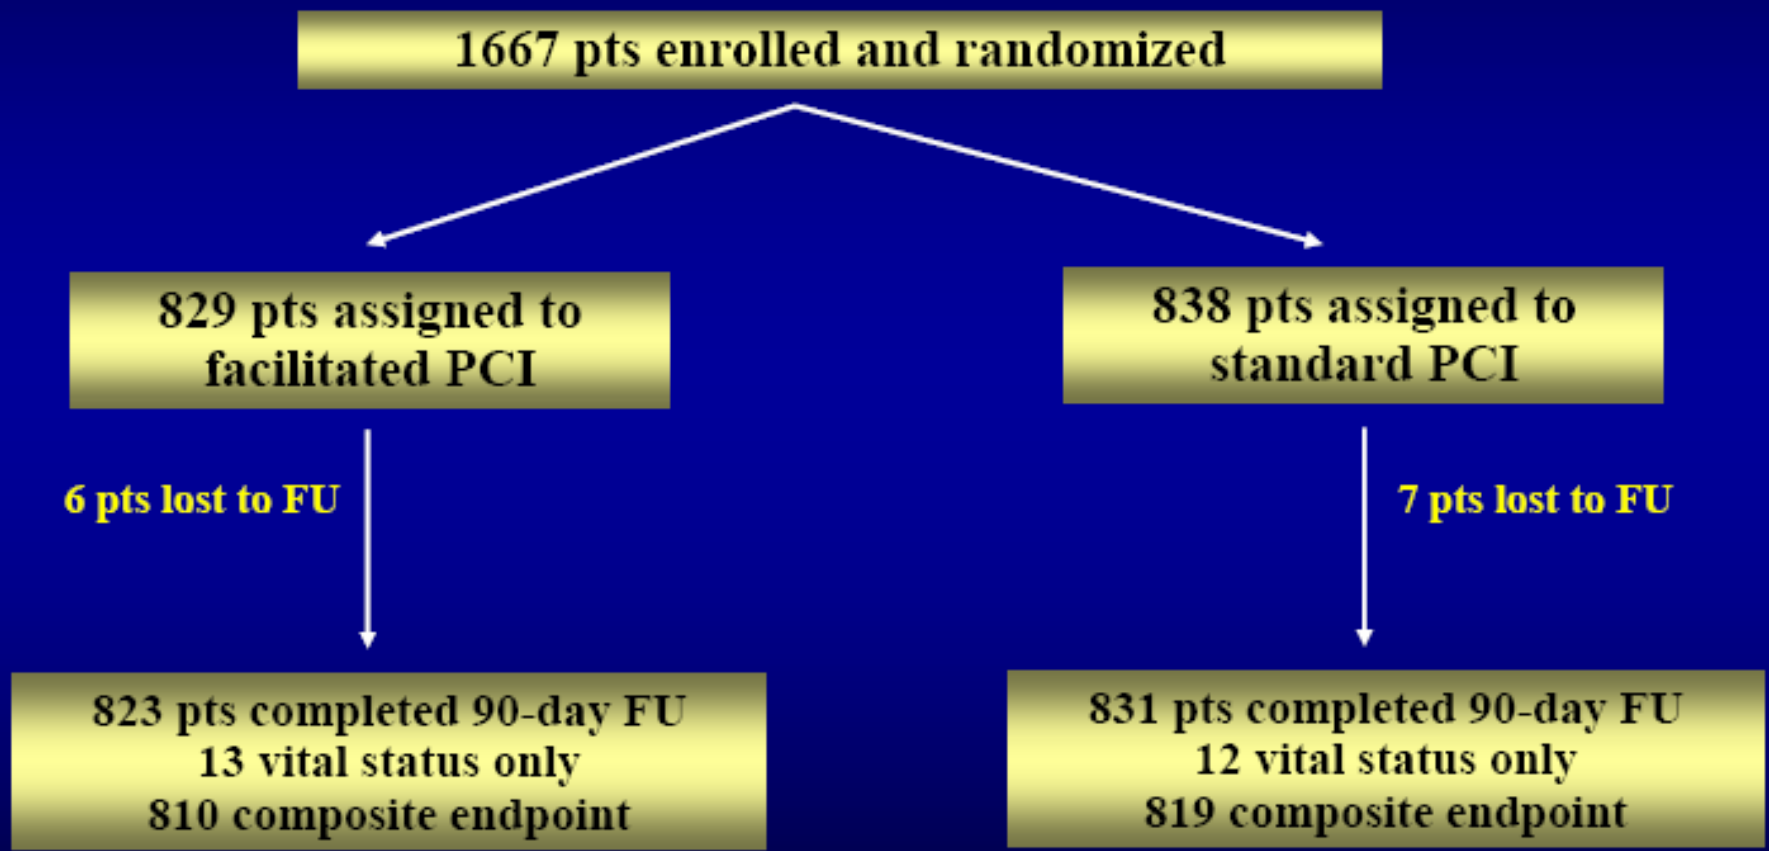 1667 pts enrolled and randomized
829 pts assigned to
facilitated PCI
838 pts assigned to
standard PCI
6 pts lost to FU
7 pts lost to FU
823 pts completed 90-day FU
13 vital status only
810 composite endpoint
831 pts completed 90-day FU
12 vital status only
819 composite endpoint